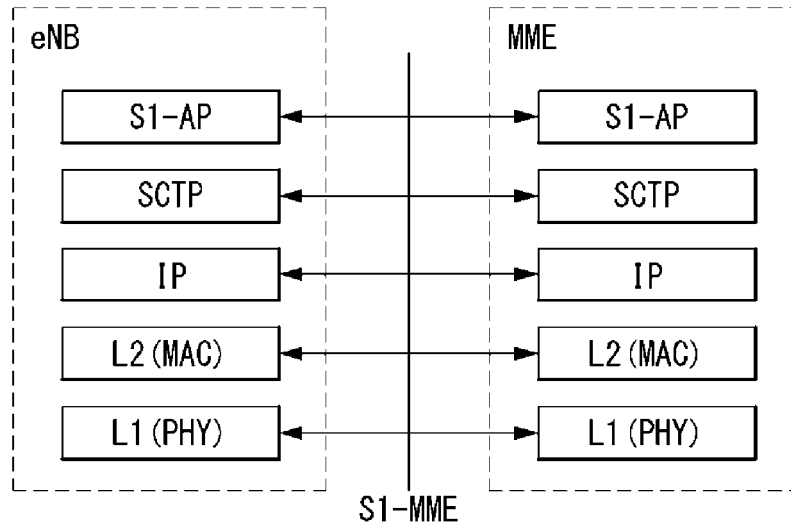 eNB
MME
S1-AP
S1-AP
SCTP
SCTP
IP
IP
L2(MAC)
L2(MAC)
L1(PHY)
L1(PHY)
S1-MME